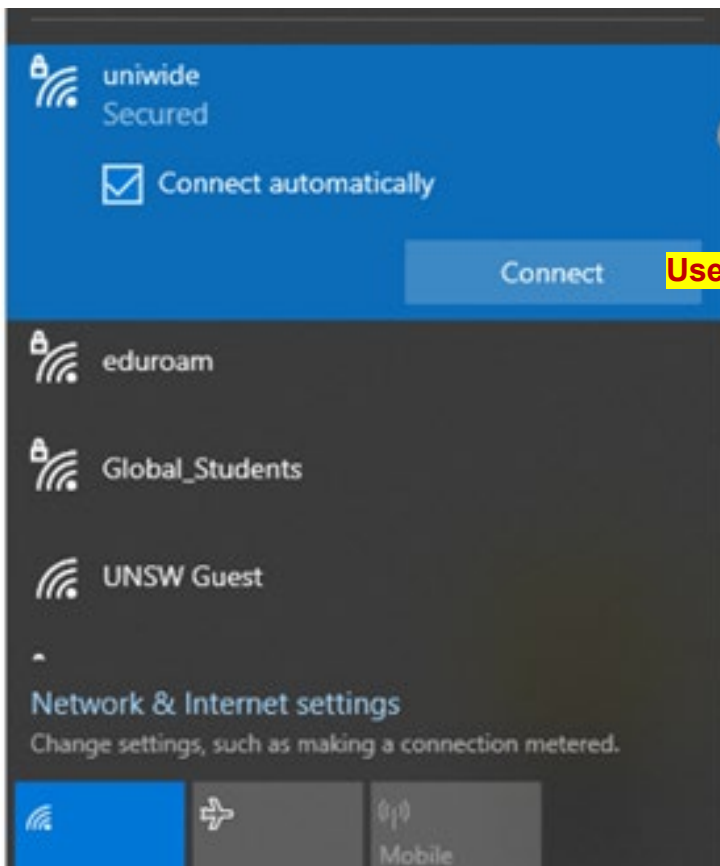 uniwide
Secured
Connect automatically
Connect
Use
eduroam
Global_Students
UNSW Guest
Network & Internet settings
Change settings, such as making a connection metered.
Mobile